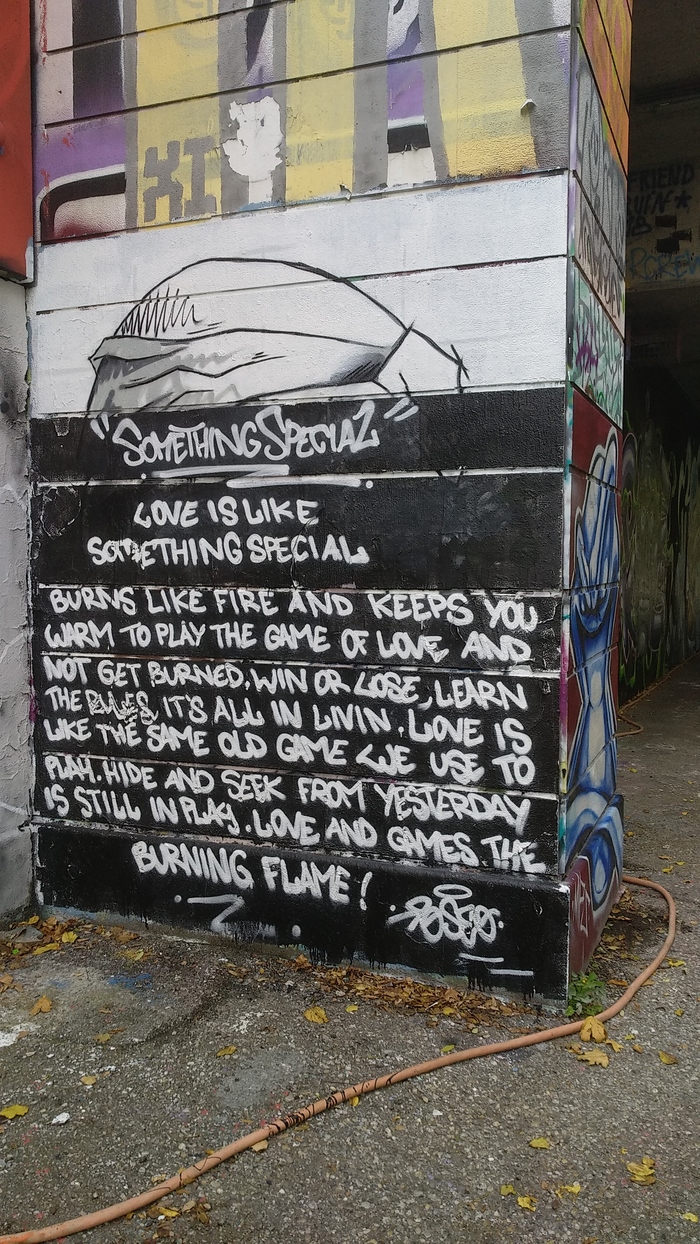 XI
"SOMETHING SPECIAL"
LOVE IS LIKE
SOMETHING SPECIAL
BURNS LIKE FIRE AND KEEPS YOU
WARM TO PLAY THE GAME OF LOVE AND
NOT GET BURNED, WIN OR LOSE, LEARN
THE RULES, IT'S ALL IN LIVIN. LOVE IS
LIKE THE SAME OLD GAME WE USE TO
PLAY. HIDE AND SEEK FROM YESTERDAY
IS STILL IN PLAY. LOVE AND GAMES THE
BURNING FLAME!
FRIEND